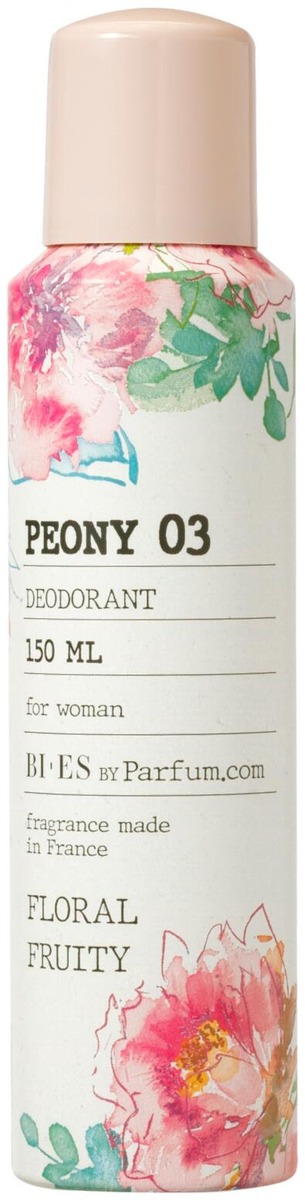 PEONY 03
DEODORANT
150 ML
for woman
BI·ES BY Parfum.com
fragrance made
in France
FLORAL
FRUITY